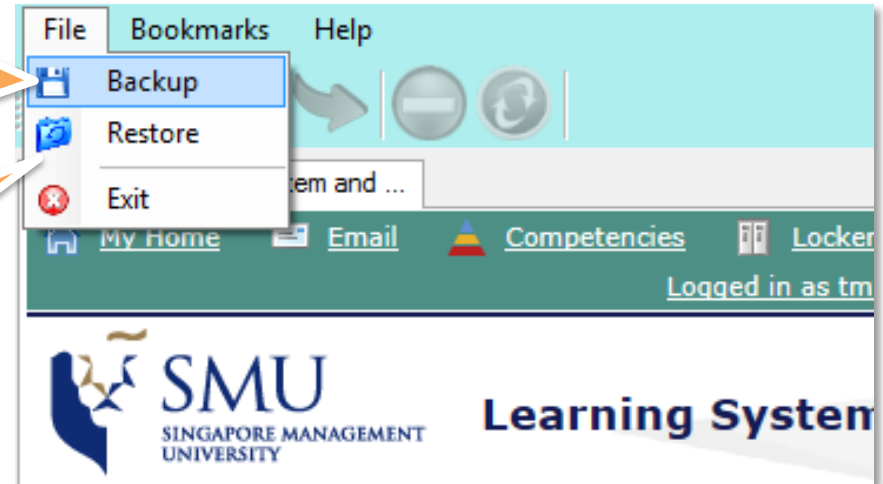 File Bookmarks Help
Backup
Restore
Exit
em and ...
My Home Email Competencies Locker
Logged in as tm
SMU
SINGAPORE MANAGEMENT
UNIVERSITY
Learning System